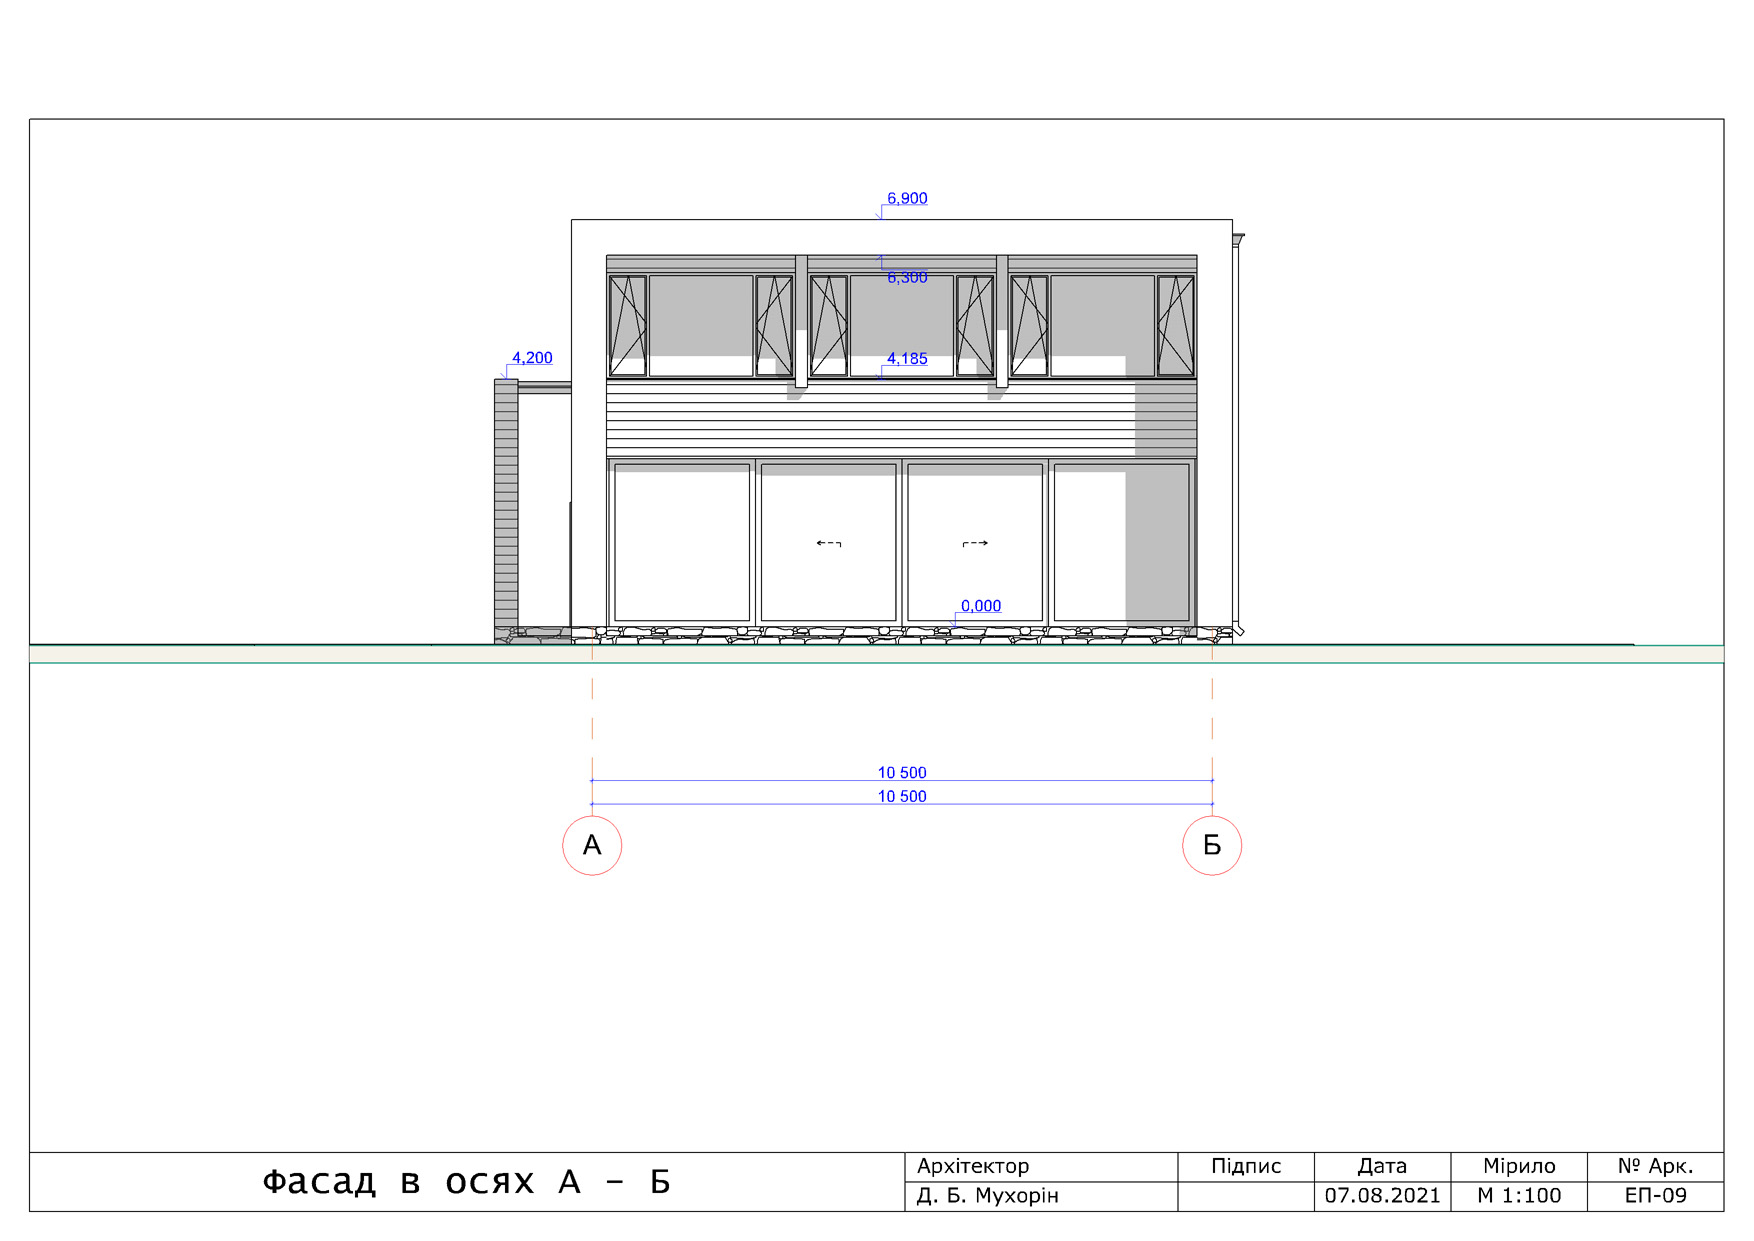 6,900
6,300
4,200
4,185
0,000
10 500
10 500
А
Б
Фасад в осях А - Б
Архітектор
Підпис
Дата
Мірило
№ Арк.
Д. Б. Мухорін
07.08.2021
М 1:100
ЕП-09